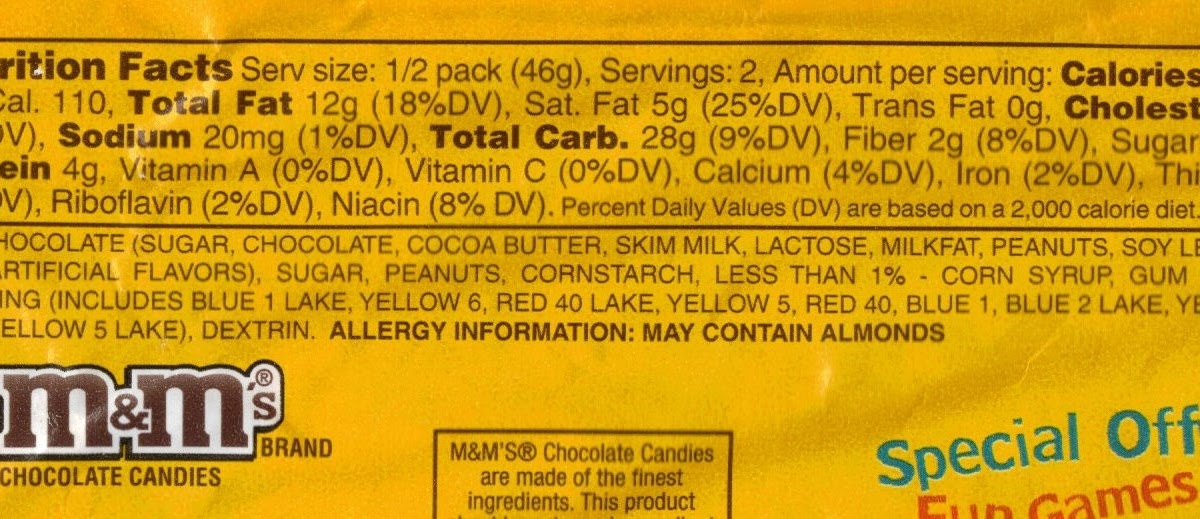 rition Facts Serv size: 1/2 pack (46g), Servings: 2, Amount per serving: Calories
Cal. 110, Total Fat 12g (18%DV), Sat. Fat 5g (25%DV), Trans Fat 0g, Cholest
DV), Sodium 20mg (1%DV), Total Carb. 28g (9%DV), Fiber 2g (8%DV), Sugar
ein 4g, Vitamin A (0%DV), Vitamin C (0%DV), Calcium (4%DV), Iron (2%DV), Thi
V), Riboflavin (2%DV), Niacin (8% DV). Percent Daily Values (DV) are based on a 2,000 calorie diet.
HOCOLATE (SUGAR, CHOCOLATE, COCOA BUTTER, SKIM MILK, LACTOSE, MILKFAT, PEANUTS, SOY LE
ARTIFICIAL FLAVORS), SUGAR, PEANUTS, CORNSTARCH, LESS THAN 1% - CORN SYRUP, GUM
ING (INCLUDES BLUE 1 LAKE, YELLOW 6, RED 40 LAKE, YELLOW 5, RED 40, BLUE 1, BLUE 2 LAKE, YE
ELLOW 5 LAKE), DEXTRIN. ALLERGY INFORMATION: MAY CONTAIN ALMONDS
m&m's®
BRAND
CHOCOLATE CANDIES
M&M'S® Chocolate Candies
are made of the finest
ingredients. This product
Special Off
Fun Games